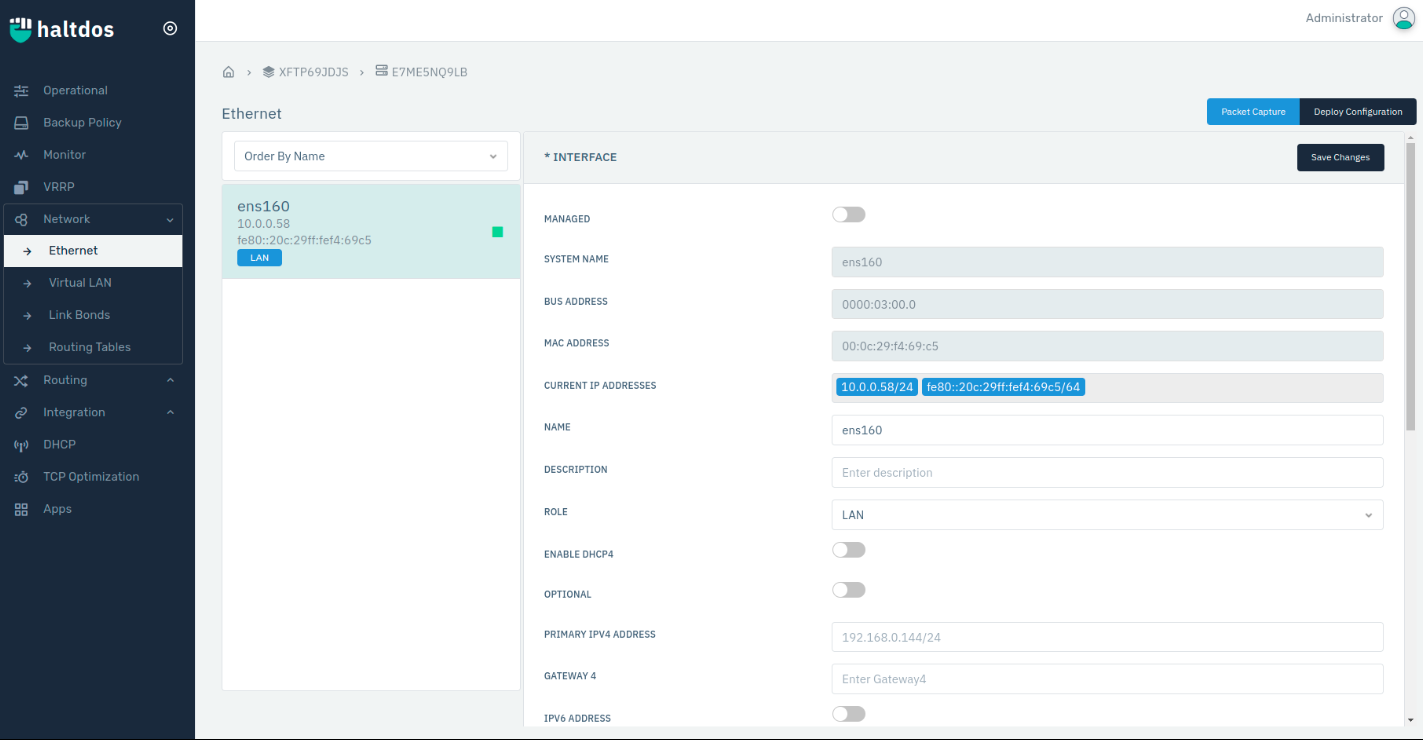 haltdos
Administrator
XFTP69JDJS
E7ME5NQ9LB
Operational
Backup Policy
Monitor
VRRP
Network
Ethernet
Virtual LAN
Link Bonds
Routing Tables
Routing
Integration
DHCP
TCP Optimization
Apps
Ethernet
Packet Capture
Deploy Configuration
Order By Name
ens160
10.0.0.58
fe80::20c:29ff:fef4:69c5
LAN
* INTERFACE
Save Changes
MANAGED
SYSTEM NAME
ens160
BUS ADDRESS
0000:03:00.0
MAC ADDRESS
00:0c:29:f4:69:c5
CURRENT IP ADDRESSES
10.0.0.58/24 fe80::20c:29ff:fef4:69c5/64
NAME
ens160
DESCRIPTION
Enter description
ROLE
LAN
ENABLE DHCP4
OPTIONAL
PRIMARY IPV4 ADDRESS
192.168.0.144/24
GATEWAY 4
Enter Gateway4
IPV6 ADDRESS